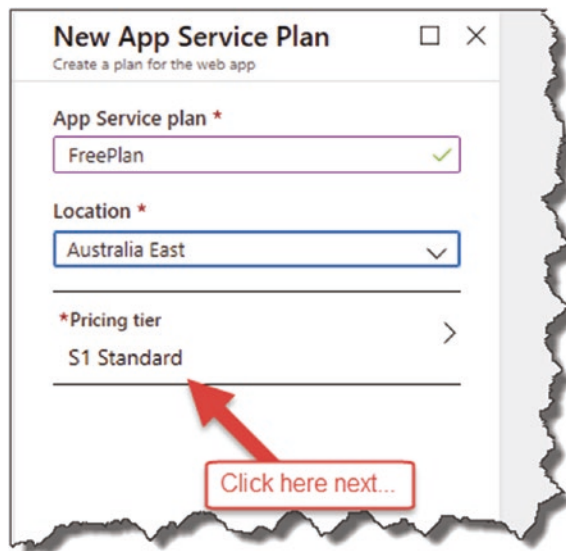 New App Service Plan
Create a plan for the web app
App Service plan *
FreePlan
Location *
Australia East
*Pricing tier
S1 Standard
Click here next...